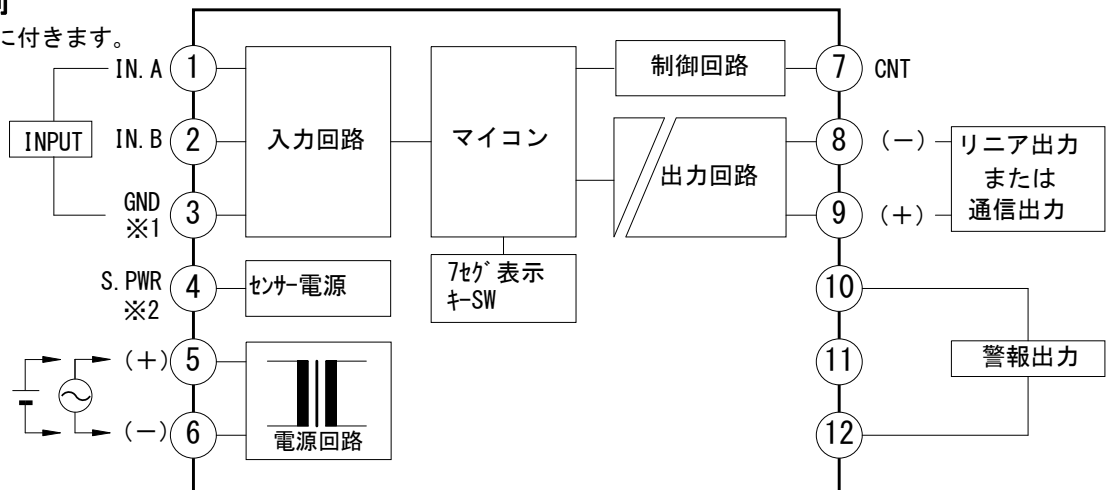 に付きます。
IN. A
1
IN. B
2
INPUT
GND
※1
3
S. PWR
※2
4
(+)
5
(−)
6
入力回路
マイコン
センサー電源
7セグ表示
キーSW
電源回路
制御回路
出力回路
7
CNT
8
(−)
9
(+)
リニア出力
または
通信出力
10
11
12
警報出力